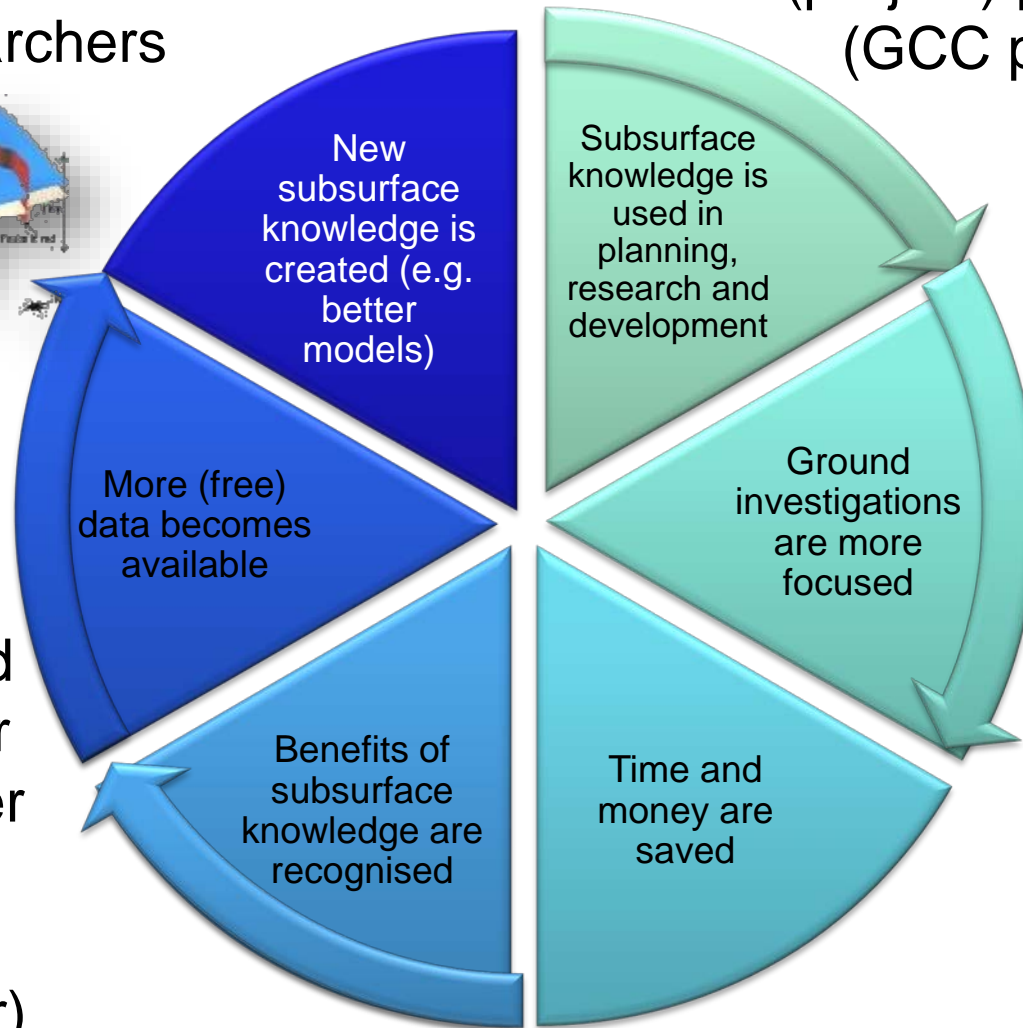 (GCC
New
subsurface
knowledge is
created (e.g.
better
models)
Subsurface
knowledge is
used in
planning,
research and
development
Ground
investigations
are more
focused
Time and
money are
saved
Benefits of
subsurface
knowledge are
recognised
More (free)
data becomes
available